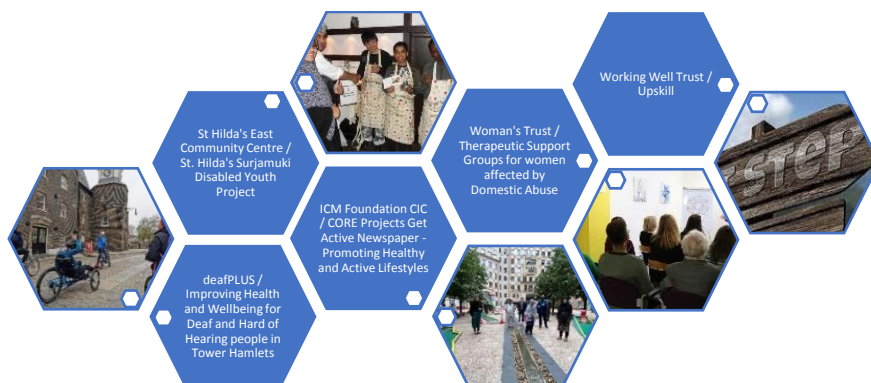 St Hilda's East
Community Centre /
St. Hilda's Surjamuki
Disabled Youth
Project
deafPLUS /
Improving Health
and Wellbeing for
Deaf and Hard of
Hearing people in
Tower Hamlets
ICM Foundation CIC
/ CORE Projects Get
Active Newspaper -
Promoting Healthy
and Active Lifestyles
Woman's Trust /
Therapeutic Support
Groups for women
affected by
Domestic Abuse
Working Well Trust /
Upskill
STEP